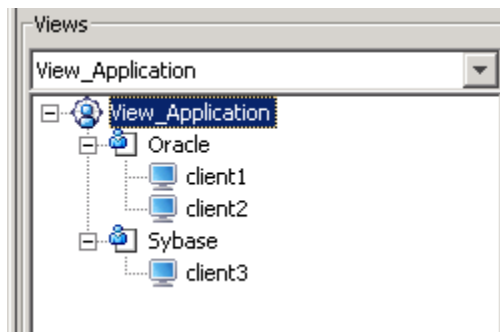 Views
View_Application
View_Application
Oracle
client1
client2
Sybase
client3